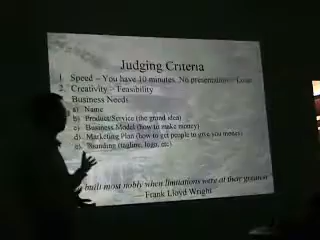 Judging Criteria
1. Speed – You have 10 minutes. No presentation =
2. Creativity > Feasibility
Business Needs
a) Name
b) Product/Service (the grand idea)
c) Business Model (how to make money)
d) Marketing Plan (how to get people to give you money)
e) Branding (tagline, logo, etc)
built most nobly when limitations were at their greatest
— Frank Lloyd Wright